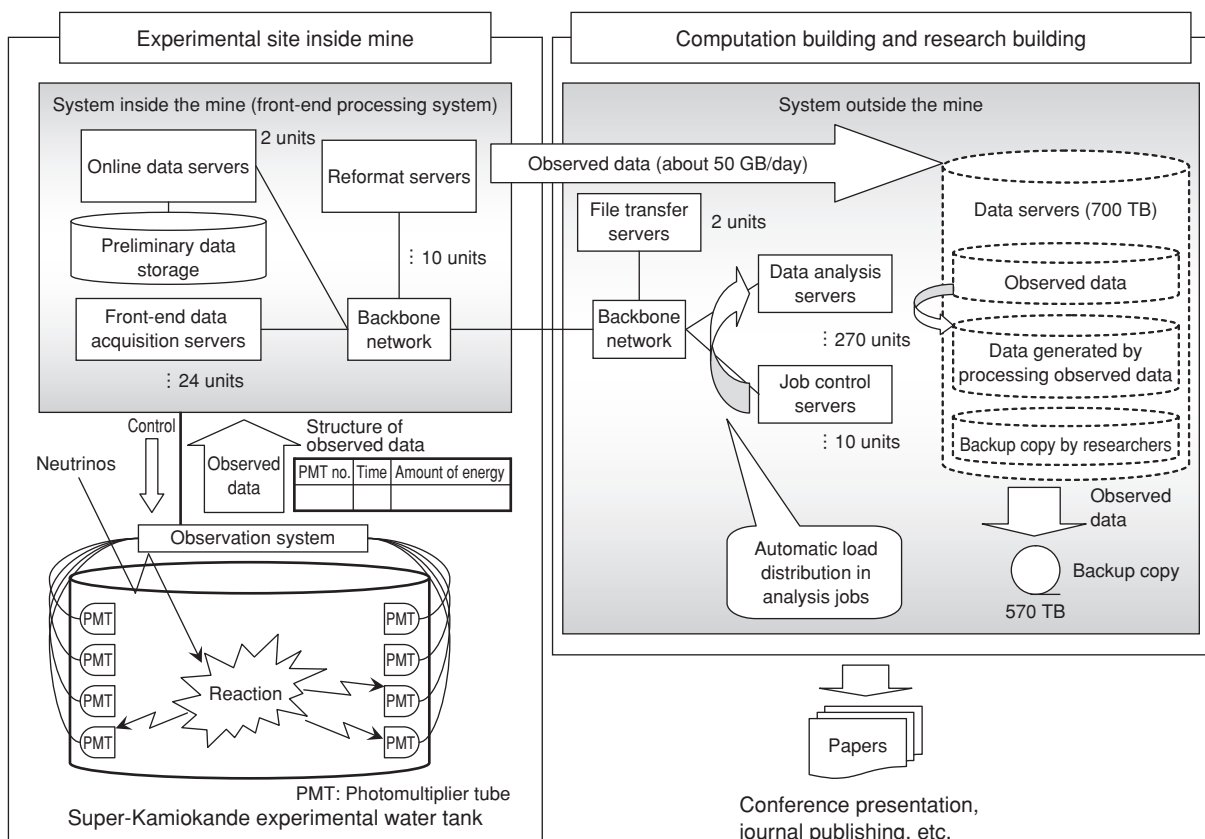 Experimental site inside mine
System inside the mine (front-end processing system)
2 units
Online data servers
Reformat servers
Preliminary data
storage
⋮ 10 units
Front-end data
acquisition servers
Backbone
network
⋮ 24 units
Control
Observed
data
Structure of
observed data
PMT no. Time Amount of energy
Neutrinos
Observation system
PMT
PMT
PMT
PMT
PMT
PMT
PMT
PMT
Reaction
PMT: Photomultiplier tube
Super-Kamiokande experimental water tank
Computation building and research building
System outside the mine
Observed data (about 50 GB/day)
File transfer
servers
2 units
Backbone
network
Data analysis
servers
⋮ 270 units
Job control
servers
⋮ 10 units
Automatic load
distribution in
analysis jobs
Data servers (700 TB)
Observed data
Data generated by
processing observed data
Backup copy by researchers
Observed
data
Backup copy
570 TB
Papers
Conference presentation,
journal publishing, etc.